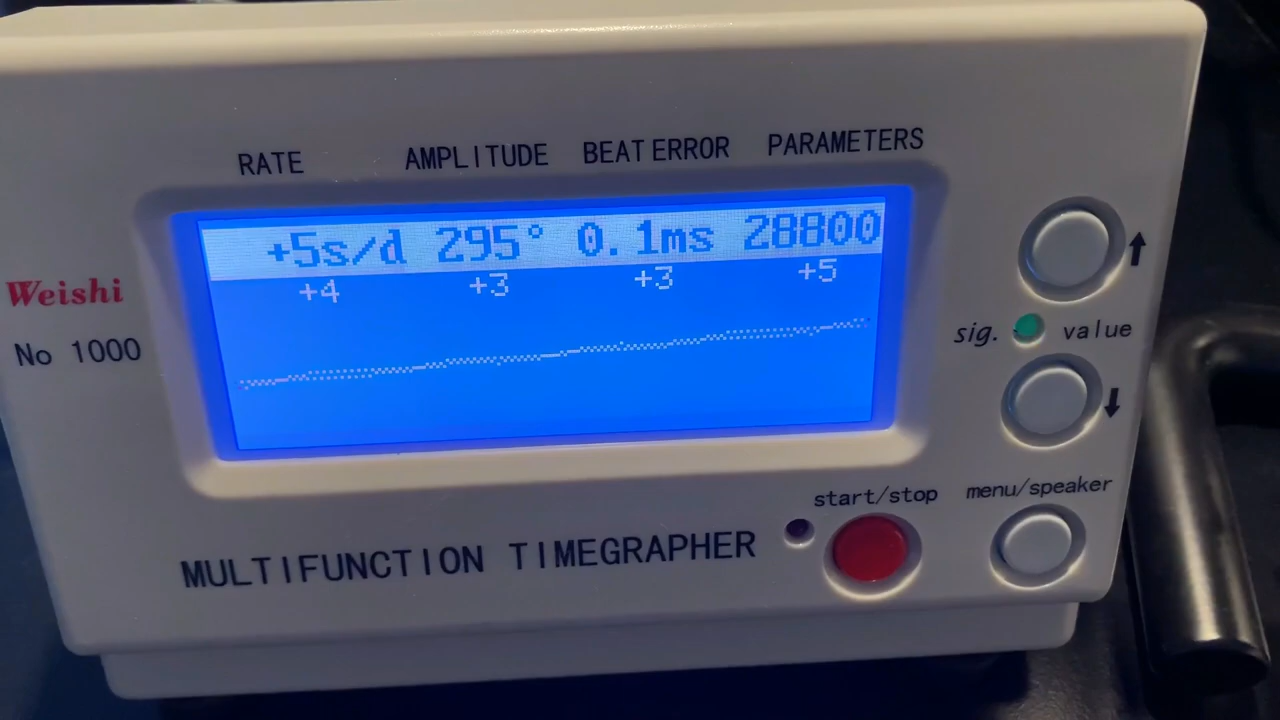 RATE AMPLITUDE BEAT ERROR PARAMETERS
+5s/d 295° 0.1ms 28800
+4 +3 +3 +5
Weishi
No 1000
sig. value
start/stop menu/speaker
MULTIFUNCTION TIMEGRAPHER